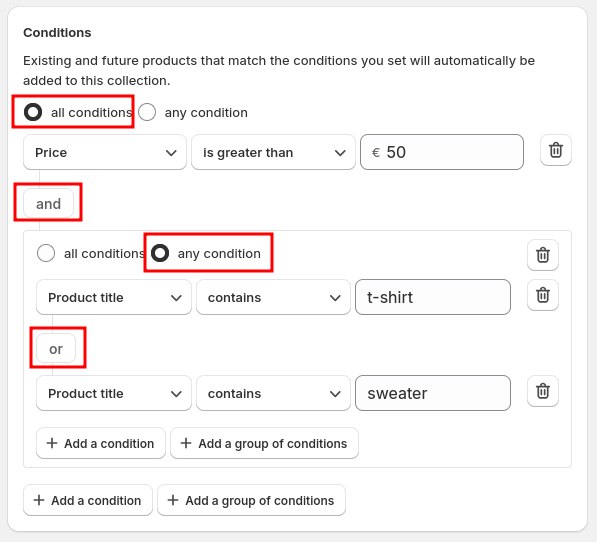 Conditions
Existing and future products that match the conditions you set will automatically be
added to this collection.
all conditions any condition
Price is greater than € 50
and
all conditions any condition
Product title contains t-shirt
or
Product title contains sweater
+ Add a condition + Add a group of conditions
+ Add a condition + Add a group of conditions